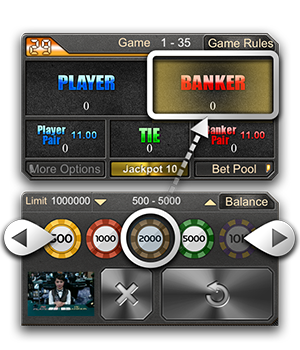 29 Game 1 - 35 Game Rules
PLAYER BANKER
0 0
Player Pair 11.00 TIE Banker Pair 11.00
0 0 0
More Options Jackpot 10 Bet Pool
Limit 1000000 500 - 5000 Balance
500 1000 2000 5000 10K